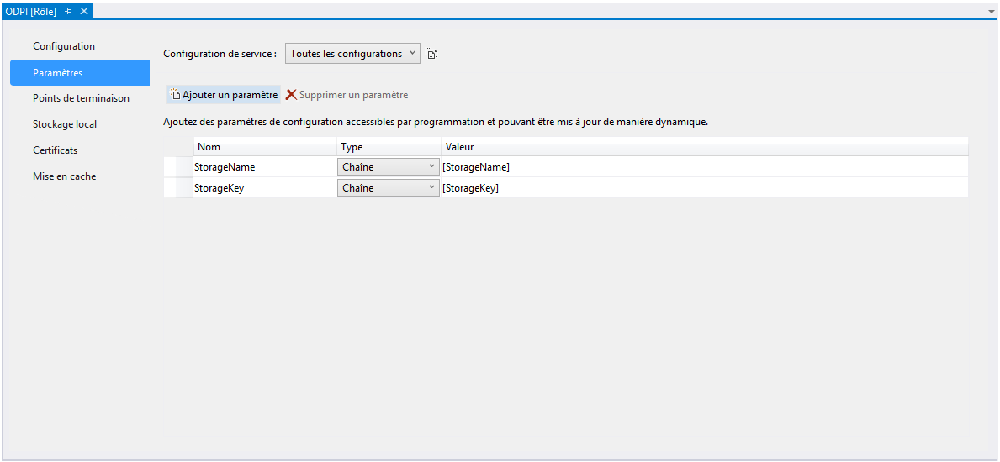 ODPI [Rôle]
Configuration
Paramètres
Points de terminaison
Stockage local
Certificats
Mise en cache
Configuration de service : Toutes les configurations
Ajouter un paramètre Supprimer un paramètre
Ajoutez des paramètres de configuration accessibles par programmation et pouvant être mis à jour de manière dynamique.
Nom Type Valeur
StorageName Chaîne [StorageName]
StorageKey Chaîne [StorageKey]